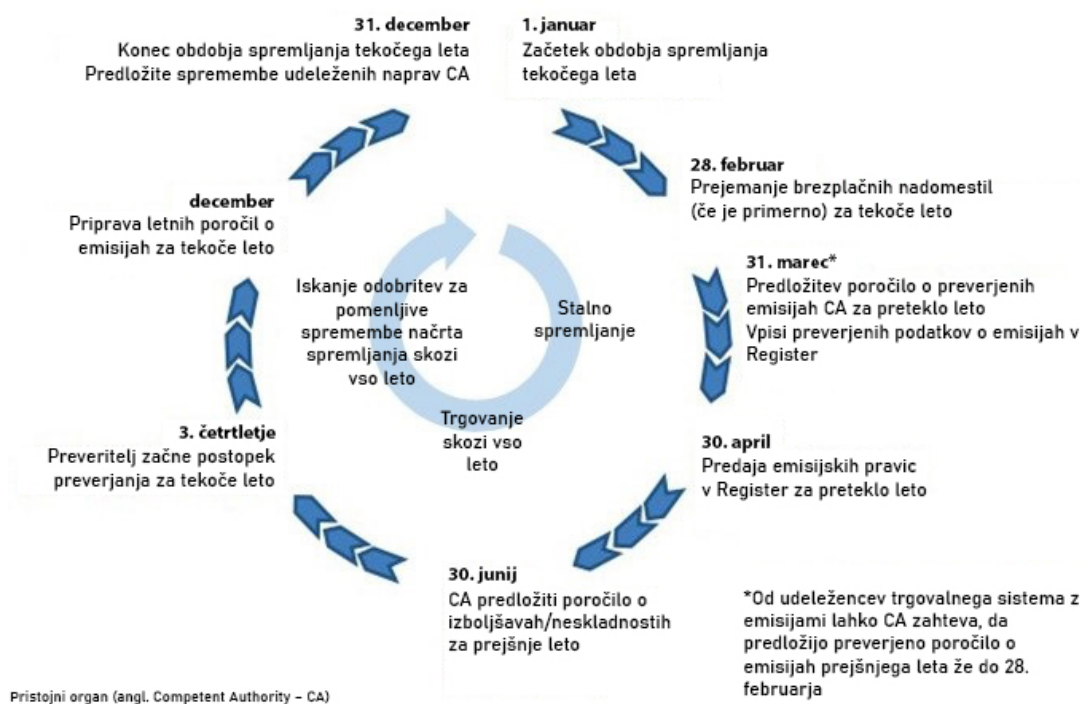 31. december
Konec obdobja spremljanja tekočega leta
Predložite spremembe udeleženih naprav CA
1. januar
Začetek obdobja spremljanja
tekočega leta
28. februar
Prejemanje brezplačnih nadomestil
(če je primerno) za tekoče leto
31. marec*
Predložitev poročilo o preverjenih
emisijah CA za preteklo leto
Vpisi preverjenih podatkov o emisijah v
Register
30. april
Predaja emisijskih pravic
v Register za preteklo leto
30. junij
CA predložiti poročilo o
izboljšavah/neskladnostih
za prejšnje leto
3. četrtletje
Preveritelj začne postopek
preverjanja za tekoče leto
december
Priprava letnih poročil o
emisijah za tekoče leto
Iskanje odobritev za
pomenljive
spremembe načrta
spremljanja skozi
vso leto
Stalno
spremljanje
Trgovanje
skozi vso
leto
*Od udeležencev trgovalnega sistema z
emisijami lahko CA zahteva, da
predložijo preverjeno poročilo o
emisijah prejšnjega leta že do 28.
februarja
Pristojni organ (angl. Competent Authority – CA)